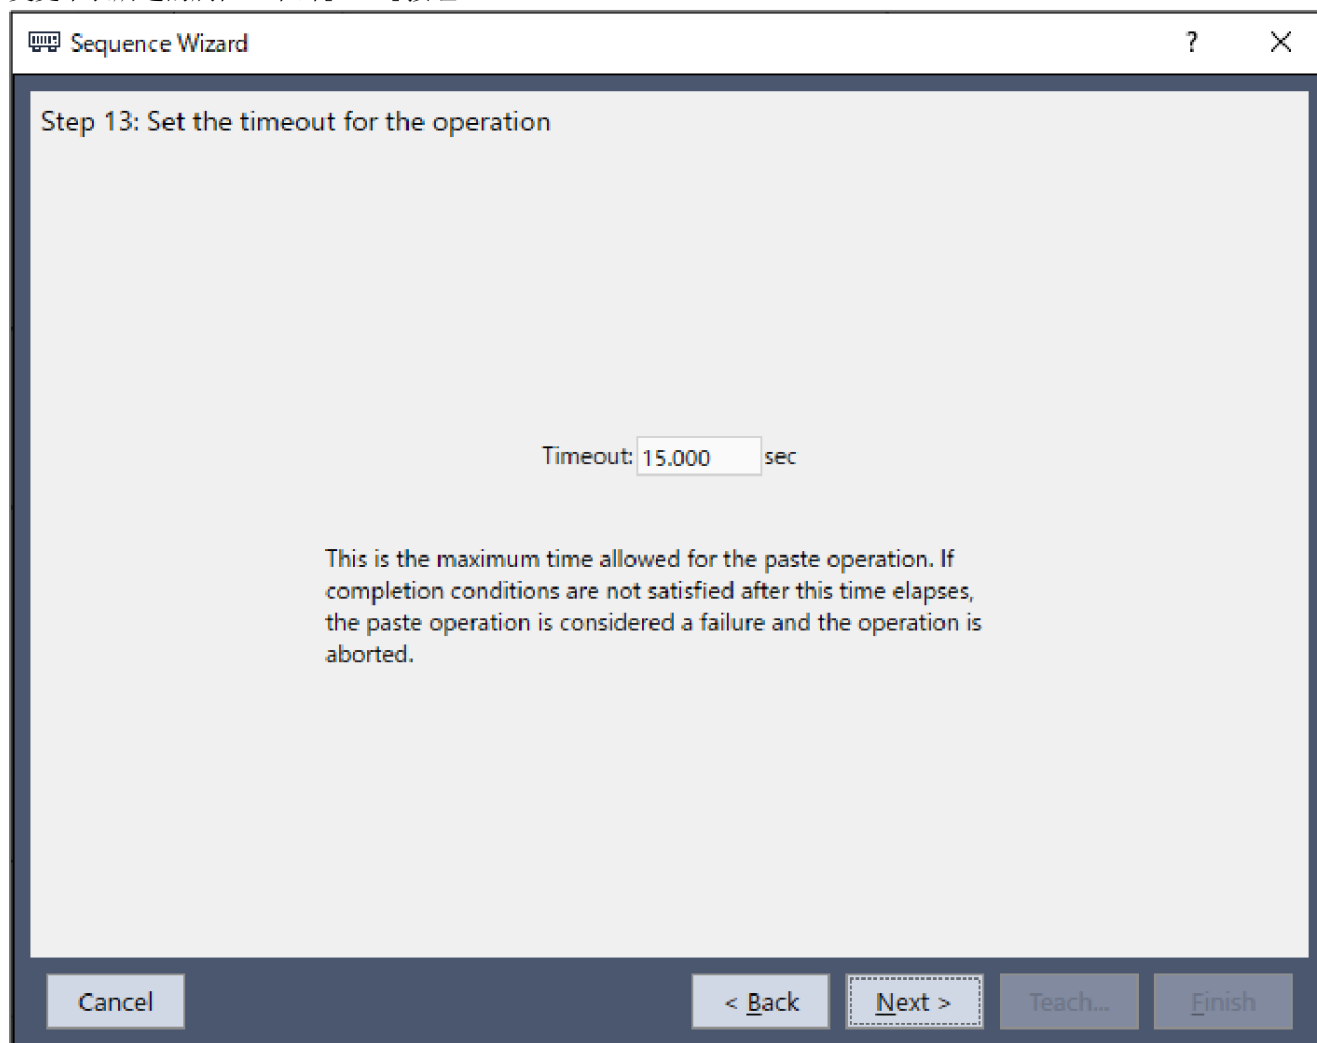 Sequence Wizard
?
Step 13: Set the timeout for the operation
Timeout: 15.000 sec
This is the maximum time allowed for the paste operation. If
completion conditions are not satisfied after this time elapses,
the paste operation is considered a failure and the operation is
aborted.
Cancel
< Back
Next >
Teach...
Finish